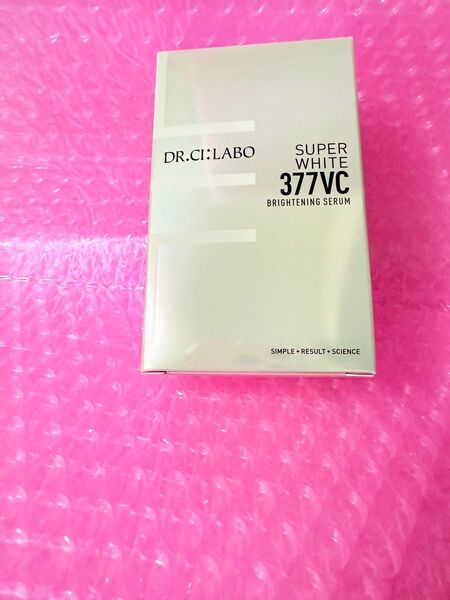 DR.CI:LABO
SUPER
WHITE
377VC
BRIGHTENING SERUM
SIMPLE+RESULT+SCIENCE